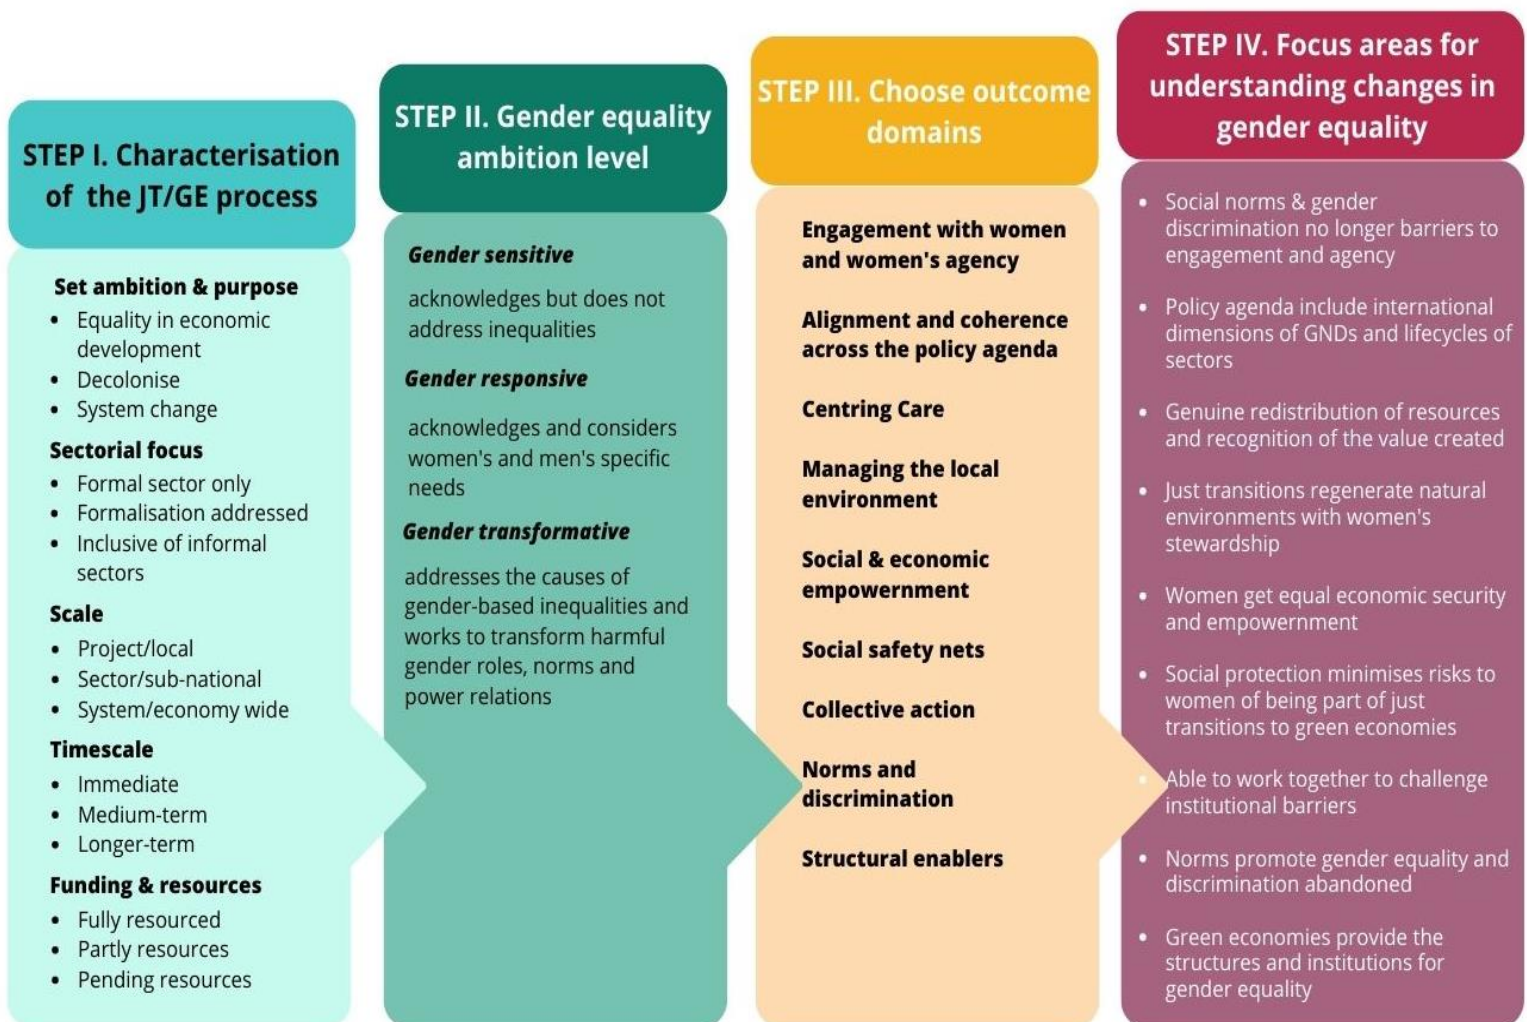 STEP I. Characterisation
of the JT/GE process
Set ambition & purpose
• Equality in economic
development
• Decolonise
• System change
Sectorial focus
• Formal sector only
• Formalisation addressed
• Inclusive of informal
sectors
Scale
• Project/local
• Sector/sub-national
• System/economy wide
Timescale
• Immediate
• Medium-term
• Longer-term
Funding & resources
• Fully resourced
• Partly resources
• Pending resources
STEP II. Gender equality
ambition level
Gender sensitive
acknowledges but does not
address inequalities
Gender responsive
acknowledges and considers
women's and men's specific
needs
Gender transformative
addresses the causes of
gender-based inequalities and
works to transform harmful
gender roles, norms and
power relations
STEP III. Choose outcome
domains
Engagement with women
and women's agency
Alignment and coherence
across the policy agenda
Centring Care
Managing the local
environment
Social & economic
empowernment
Social safety nets
Collective action
Norms and
discrimination
Structural enablers
STEP IV. Focus areas for
understanding changes in
gender equality
• Social norms & gender
discrimination no longer barriers to
engagement and agency
• Policy agenda include international
dimensions of GNDs and lifecycles of
sectors
• Genuine redistribution of resources
and recognition of the value created
• Just transitions regenerate natural
environments with women's
stewardship
• Women get equal economic security
and empowernment
• Social protection minimises risks to
women of being part of just
transitions to green economies
• Able to work together to challenge
institutional barriers
• Norms promote gender equality and
discrimination abandoned
• Green economies provide the
structures and institutions for
gender equality